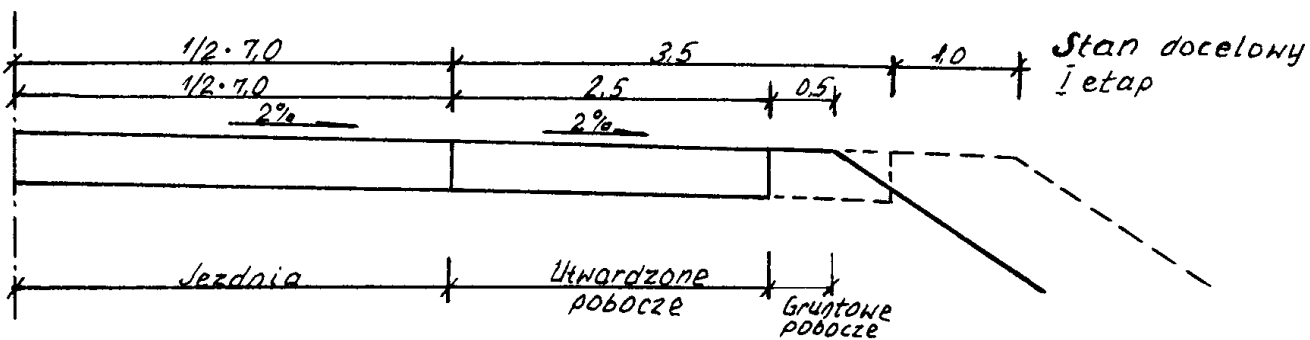 1/2·7,0 3,5 1,0 Stan docelowy
1/2·7,0 2,5 0,5 I etap
2% 2%
Jezdnia Utwardzone pobocze Gruntowe pobocze